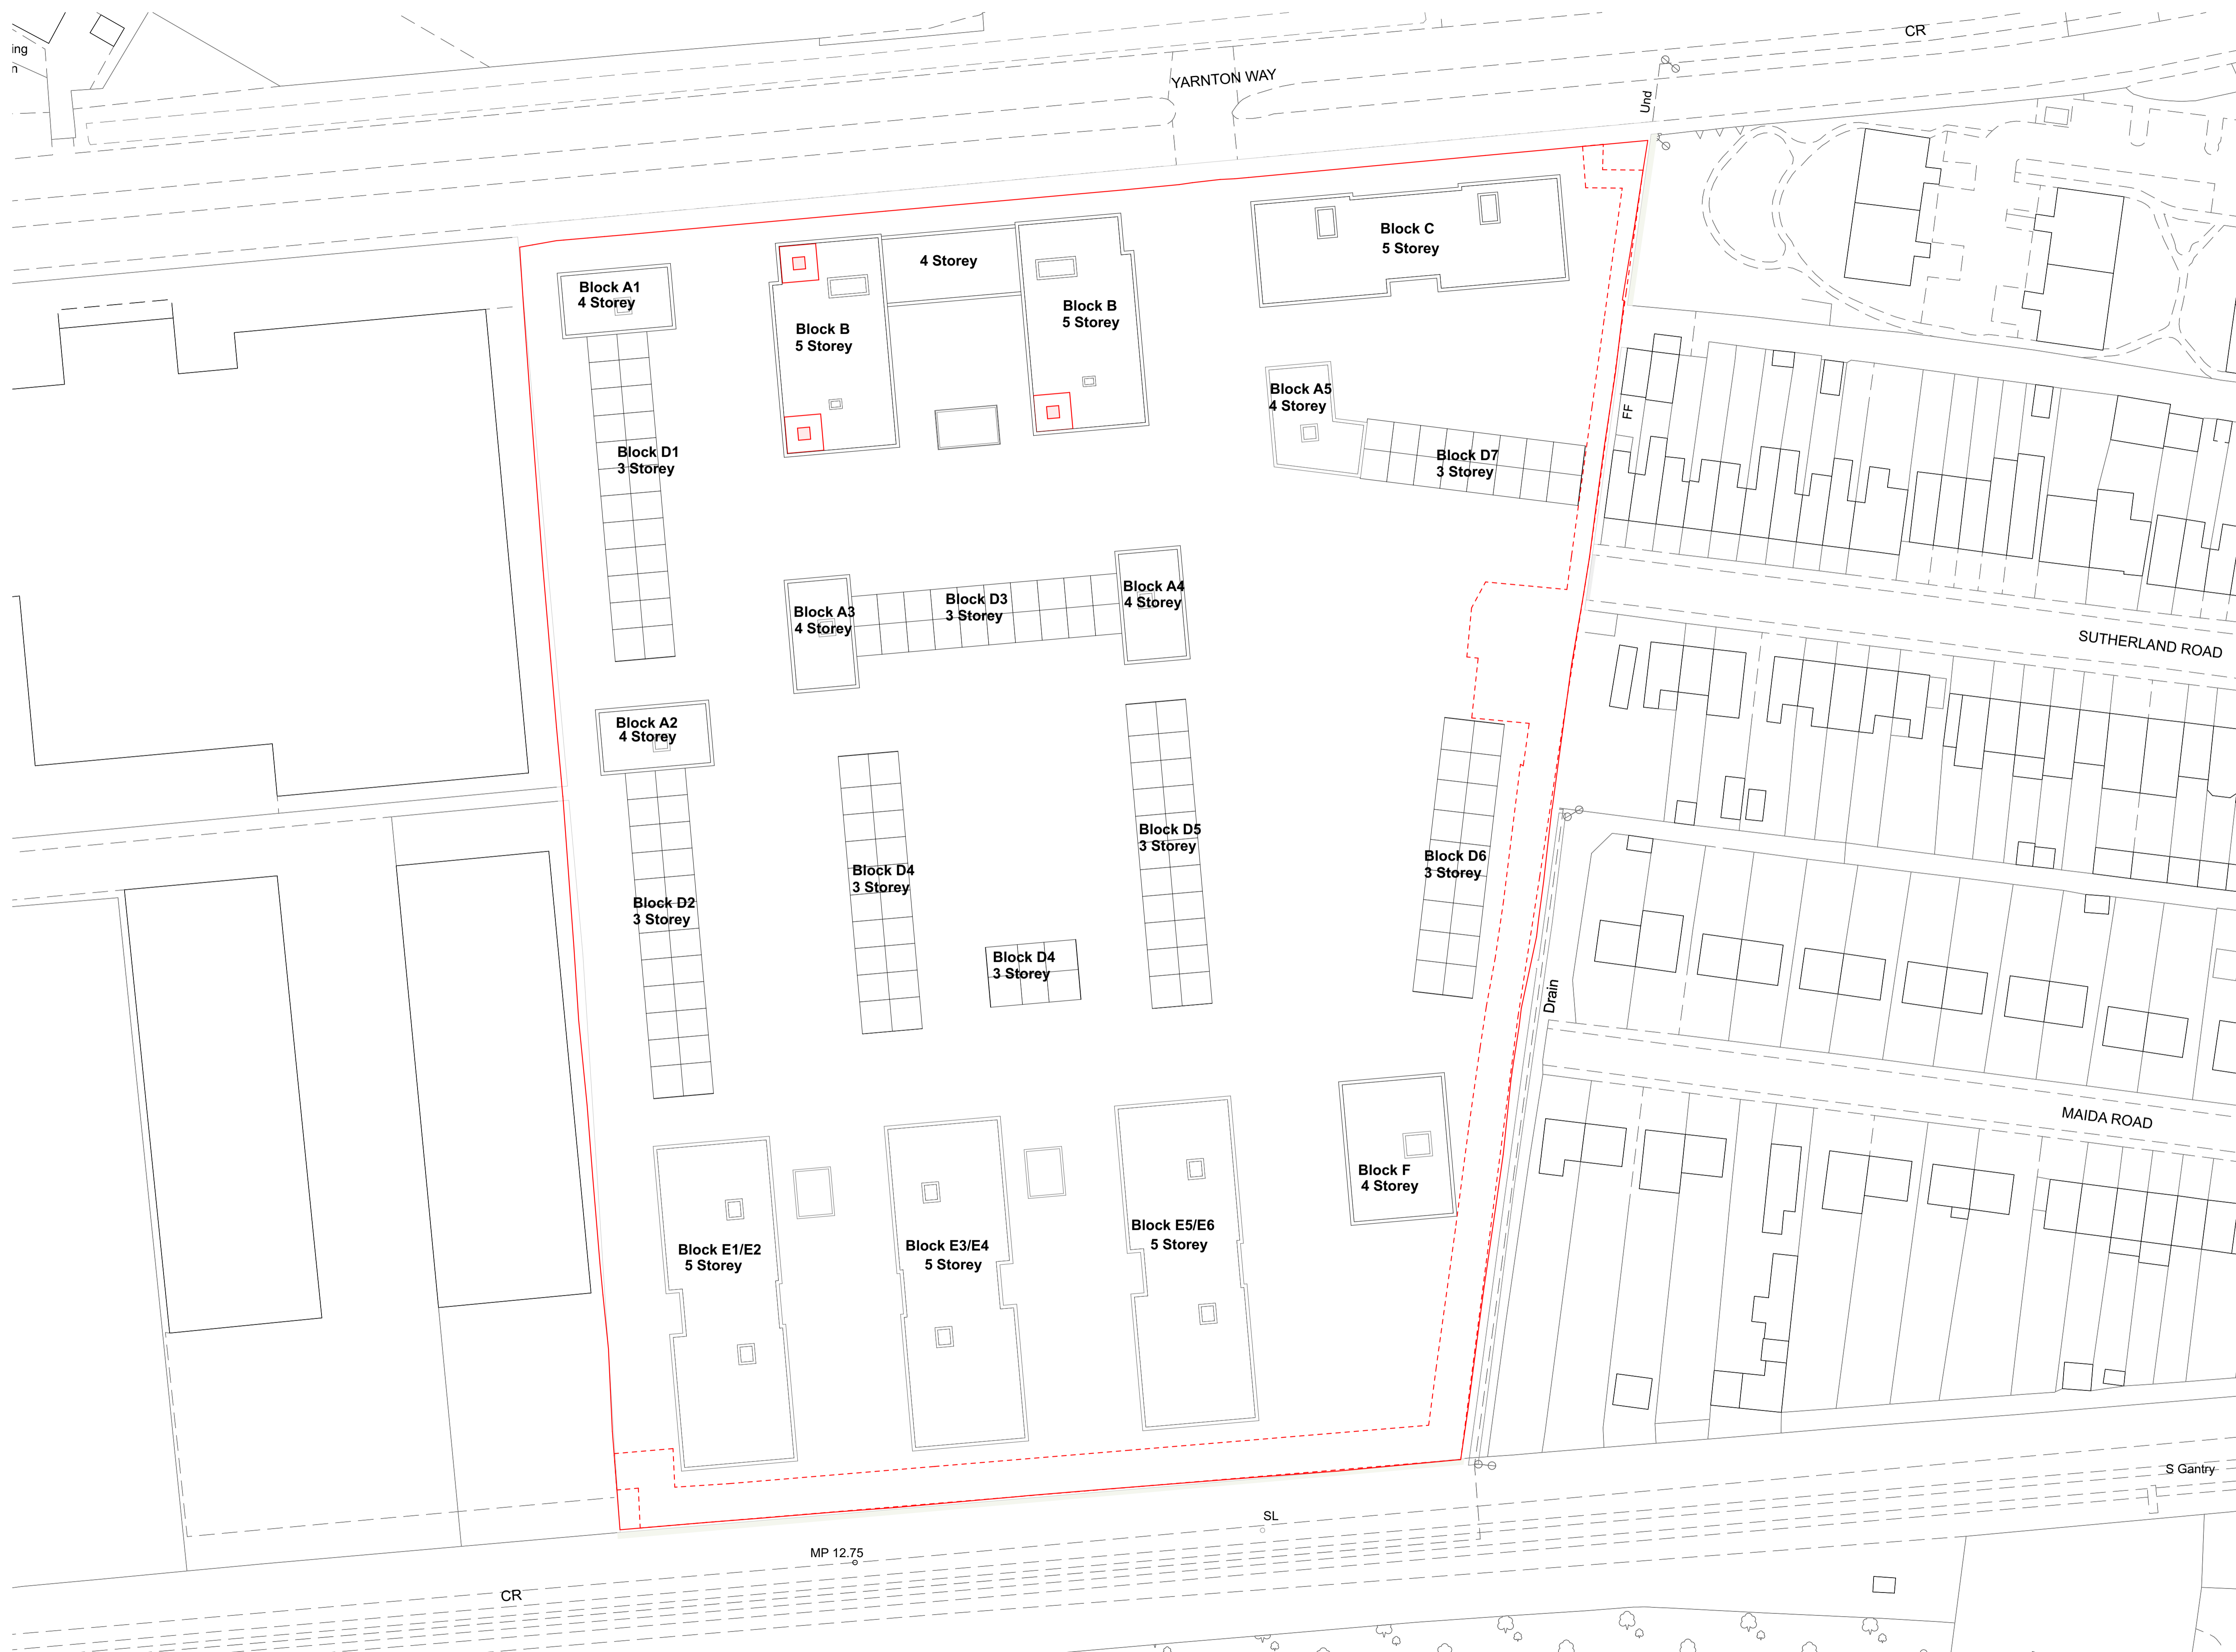 ing
n
YARNTON WAY
CR
Und
Block A1
4 Storey
Block B
5 Storey
4 Storey
Block B
5 Storey
Block C
5 Storey
Block A5
4 Storey
FF
Block D1
3 Storey
Block D7
3 Storey
Block A3
4 Storey
Block D3
3 Storey
Block A4
4 Storey
SUTHERLAND ROAD
Block A2
4 Storey
Block D4
3 Storey
Block D5
3 Storey
Block D6
3 Storey
Block D2
3 Storey
Block D4
3 Storey
Drain
MAIDA ROAD
Block E1/E2
5 Storey
Block E3/E4
5 Storey
Block E5/E6
5 Storey
Block F
4 Storey
S Gantry
SL
MP 12.75
CR